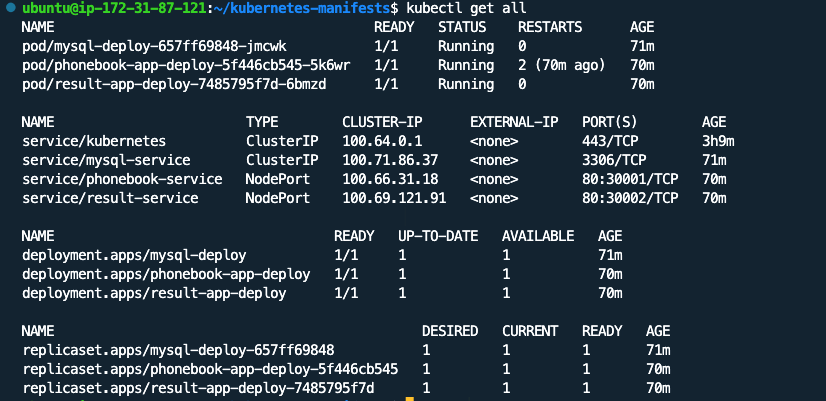 ubuntu@ip-172-31-87-121:~/kubernetes-manifests$ kubectl get all
NAME READY STATUS RESTARTS AGE
pod/mysql-deploy-657ff69848-jmcwk 1/1 Running 0 71m
pod/phonebook-app-deploy-5f446cb545-5k6wr 1/1 Running 2 (70m ago) 70m
pod/result-app-deploy-7485795f7d-6bmzd 1/1 Running 0 70m
NAME TYPE CLUSTER-IP EXTERNAL-IP PORT(S) AGE
service/kubernetes ClusterIP 100.64.0.1 <none> 443/TCP 3h9m
service/mysql-service ClusterIP 100.71.86.37 <none> 3306/TCP 71m
service/phonebook-service NodePort 100.66.31.18 <none> 80:30001/TCP 70m
service/result-service NodePort 100.69.121.91 <none> 80:30002/TCP 70m
NAME READY UP-TO-DATE AVAILABLE AGE
deployment.apps/mysql-deploy 1/1 1 1 71m
deployment.apps/phonebook-app-deploy 1/1 1 1 70m
deployment.apps/result-app-deploy 1/1 1 1 70m
NAME DESIRED CURRENT READY AGE
replicaset.apps/mysql-deploy-657ff69848 1 1 1 71m
replicaset.apps/phonebook-app-deploy-5f446cb545 1 1 1 70m
replicaset.apps/result-app-deploy-7485795f7d 1 1 1 70m